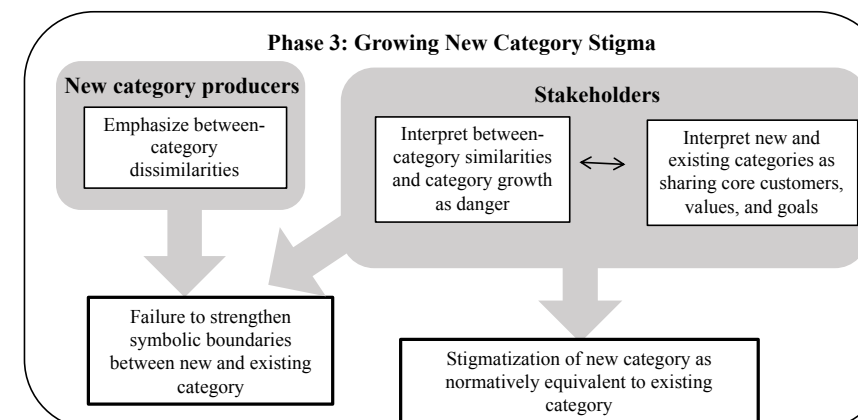 Phase 3: Growing New Category Stigma
New category producers
Emphasize between-
category
dissimilarities
Stakeholders
Interpret between-
category similarities
and category growth
as danger
Interpret new and
existing categories as
sharing core customers,
values, and goals
Failure to strengthen
symbolic boundaries
between new and existing
category
Stigmatization of new category as
normatively equivalent to existing
category